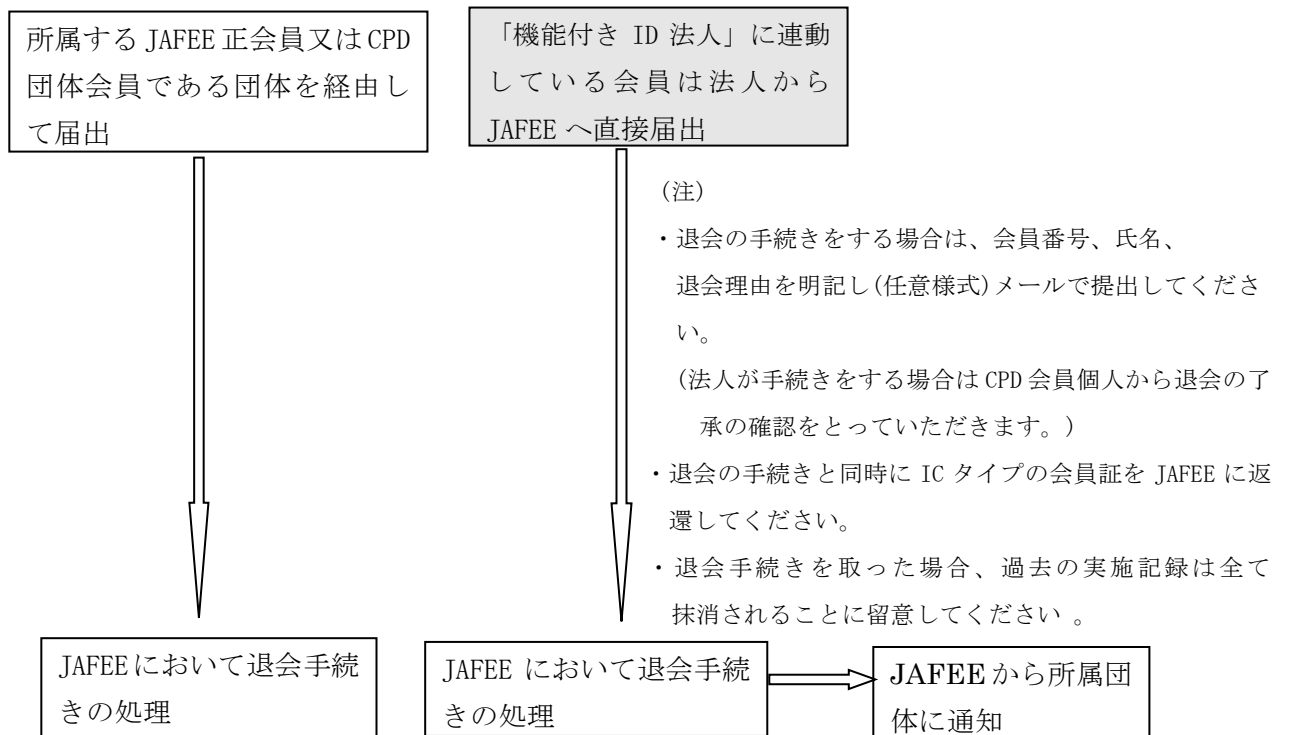 所属する JAFEE 正会員又は CPD
団体会員である団体を経由し
て届出
「機能付き ID 法人」に連動
している会員は法人から
JAFEE へ直接届出
(注)
・退会の手続きをする場合は、会員番号、氏名、
退会理由を明記し(任意様式)メールで提出してくださ
い。
(法人が手続きをする場合は CPD 会員個人から退会の了
承の確認をとっていただきます。)
・退会の手続きと同時に IC タイプの会員証を JAFEE に返
還してください。
・退会手続きを取った場合、過去の実施記録は全て
抹消されることに留意してください 。
JAFEE において退会手続
きの処理
JAFEE において退会手続
きの処理
JAFEE から所属団
体に通知